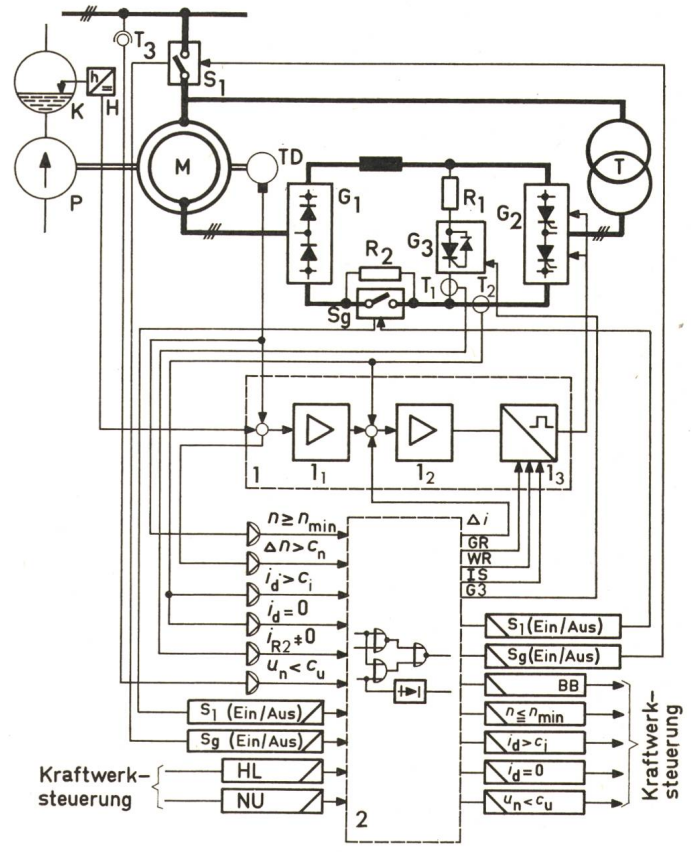 T3
S1
K
h
H
P
M
TD
G1
R1
G3
G2
T
R2
T1
T2
Sg
1
11
12
13
n ≥ nmin
Δn > cn
id > ci
id = 0
iR2 ≠ 0
un < cu
S1 (Ein/Aus)
Sg (Ein/Aus)
HL
NU
Kraftwerk-
steuerung
2
Δi
GR
WR
IS
G3
S1 (Ein/Aus)
Sg (Ein/Aus)
BB
n ≦ nmin
id > ci
id = 0
un < cu
Kraftwerk-
steuerung